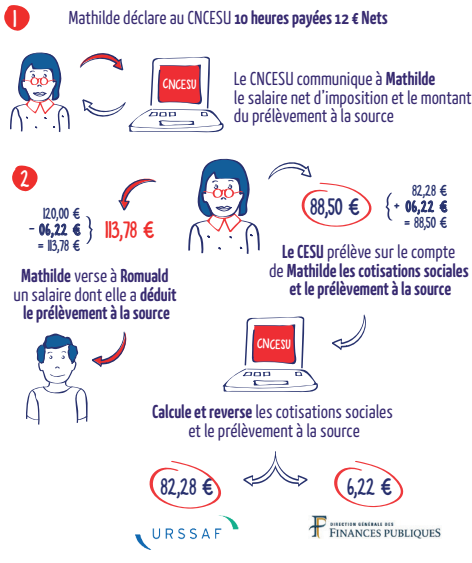 1
Mathilde déclare au CNCESU 10 heures payées 12 € Nets
CNCESU
Le CNCESU communique à Mathilde
le salaire net d'imposition et le montant
du prélèvement à la source
2
120,00 €
- 06,22 €
= 113,78 €
113,78 €
Mathilde verse à Romuald
un salaire dont elle a déduit
le prélèvement à la source
88,50 €
82,28 €
+ 06,22 €
= 88,50 €
Le CESU prélève sur le compte
de Mathilde les cotisations sociales
et le prélèvement à la source
CNCESU
Calcule et reverse les cotisations sociales
et le prélèvement à la source
82,28 €
6,22 €
URSSAF
DIRECTION GÉNÉRALE DES
FINANCES PUBLIQUES